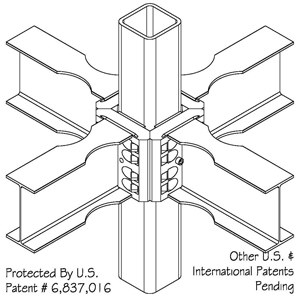 Protected By U.S.
Patent # 6,837,016
Other U.S. &
International Patents
Pending